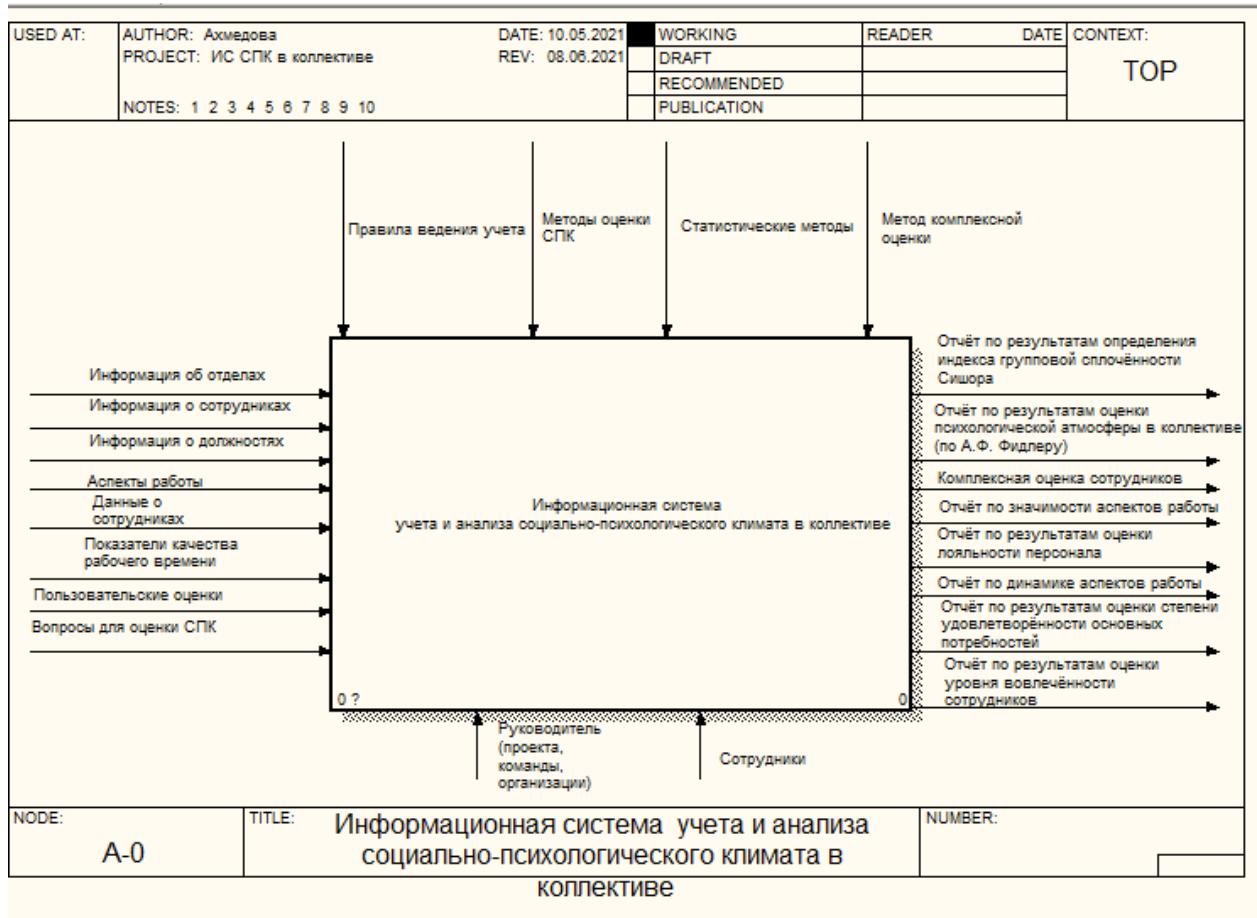 USED AT:
AUTHOR: Ахмедова
DATE: 10.05.2021
PROJECT: ИС СПК в коллективе
REV: 08.06.2021
NOTES: 1 2 3 4 5 6 7 8 9 10
WORKING
DRAFT
RECOMMENDED
PUBLICATION
READER
DATE
CONTEXT:
TOP
Правила ведения учета
Методы оценки
СПК
Статистические методы
Метод комплексной
оценки
Информация об отделах
Информация о сотрудниках
Информация о должностях
Аспекты работы
Данные о
сотрудниках
Показатели качества
рабочего времени
Пользовательские оценки
Вопросы для оценки СПК
Информационная система
учета и анализа социально-психологического климата в коллективе
0 ?
0
Отчёт по результатам определения
индекса групповой сплочённости
Сишора
Отчёт по результатам оценки
психологической атмосферы в коллективе
(по А.Ф. Фидлеру)
Комплексная оценка сотрудников
Отчёт по значимости аспектов работы
Отчёт по результатам оценки
лояльности персонала
Отчёт по динамике аспектов работы
Отчёт по результатам оценки степени
удовлетворённости основных
потребностей
Отчёт по результатам оценки
уровня вовлечённости
сотрудников
Руководитель
(проекта,
команды,
организации)
Сотрудники
NODE:
A-0
TITLE:
Информационная система учета и анализа
социально-психологического климата в
коллективе
NUMBER: